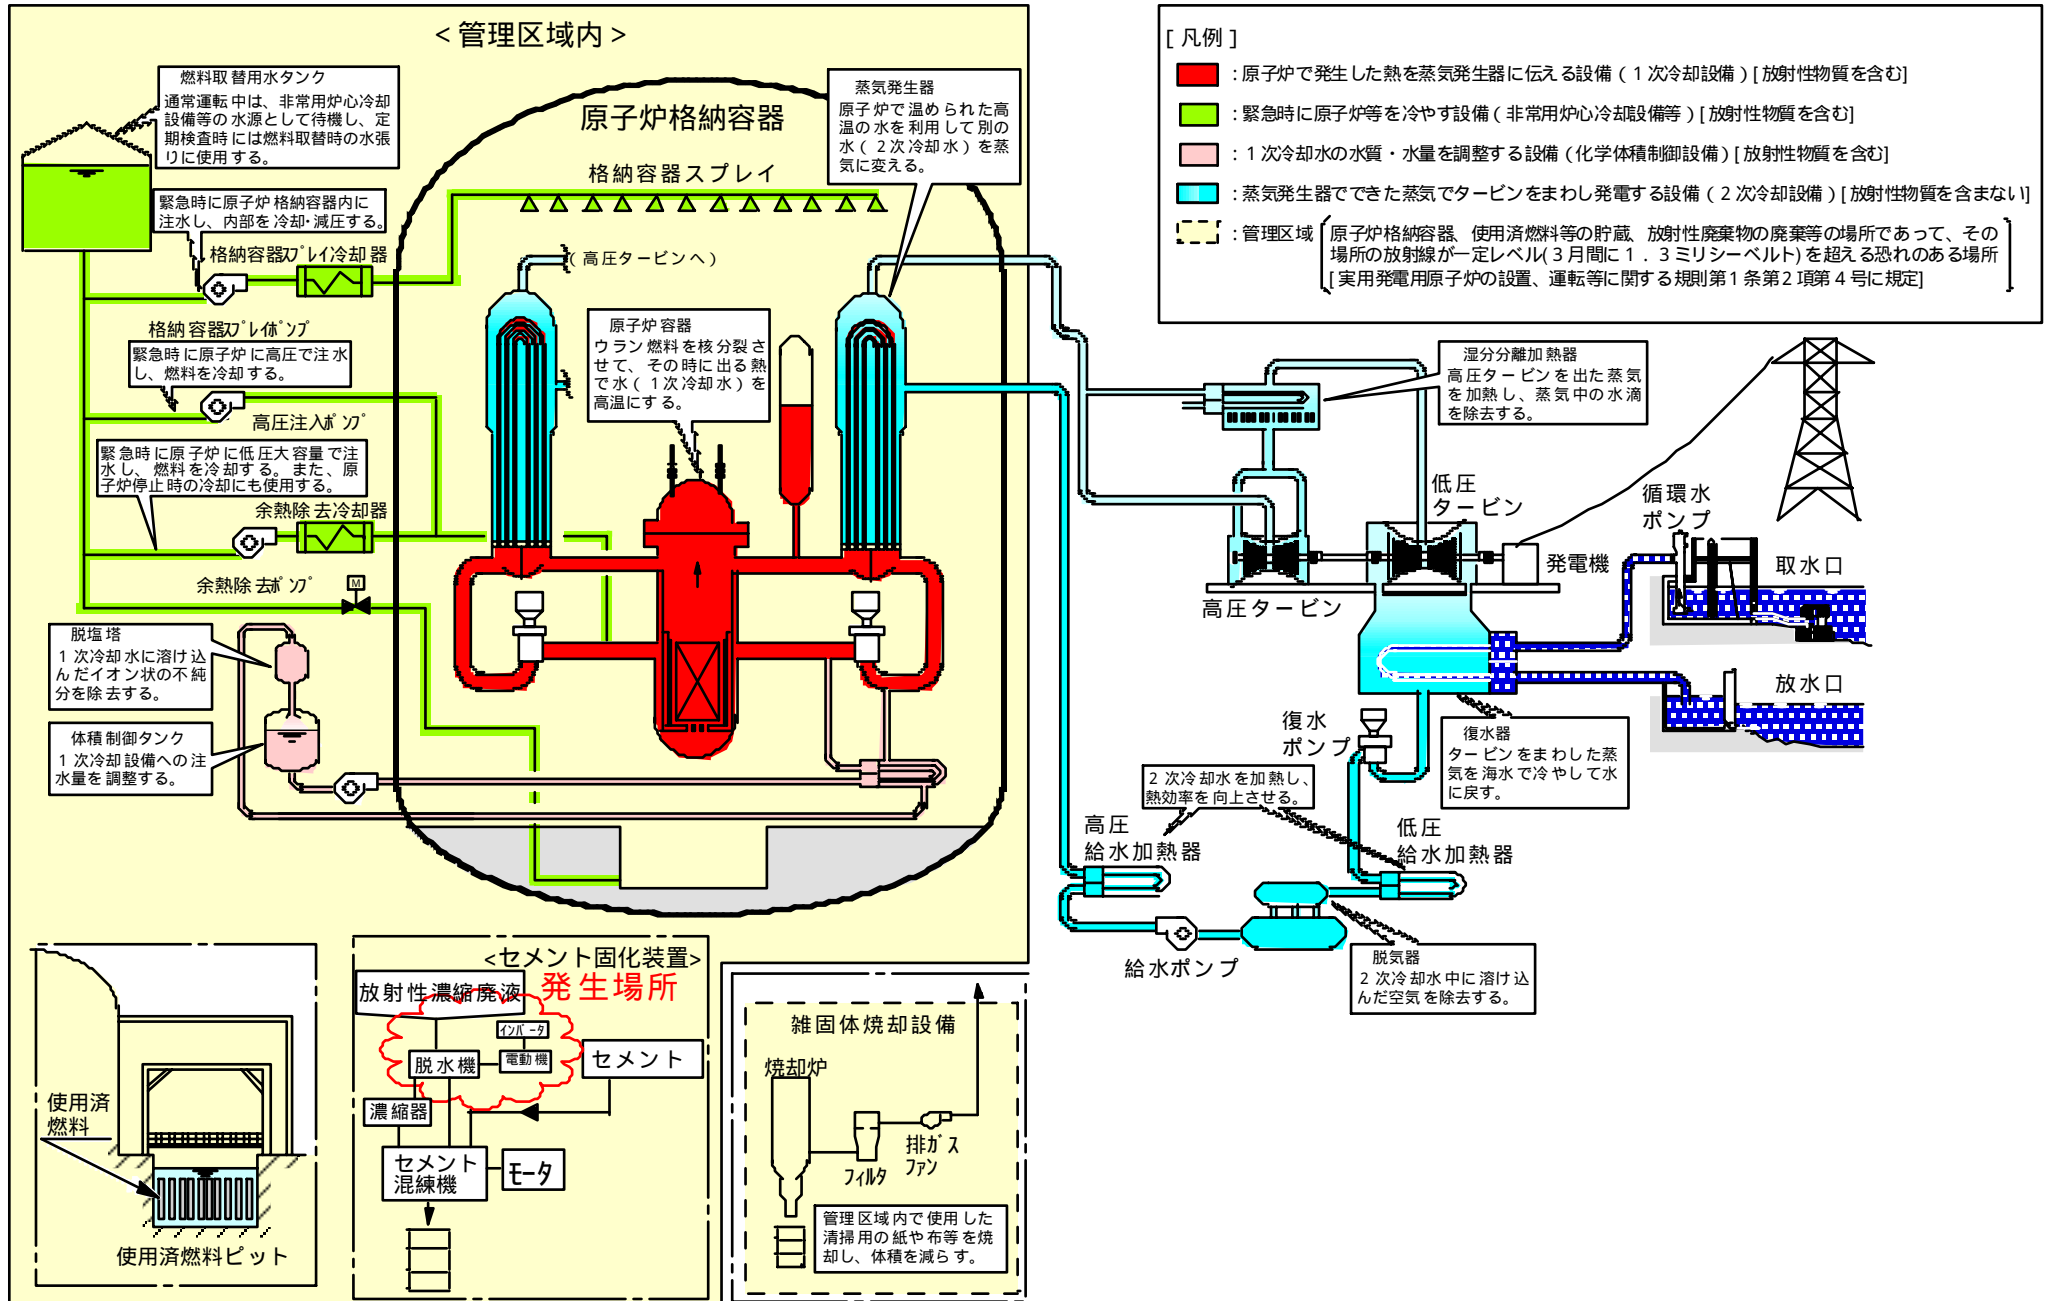 ＜管理区域内＞
燃料取替用水タンク
通常運転中は、非常用炉心冷却
設備等の水源として待機し、定
期検査時には燃料取替時の水張
りに使用する。
緊急時に原子炉格納容器内に
注水し、内部を冷却･減圧する。
格納容器ｽﾌﾟﾚｲ冷却器
格納容器ｽﾌﾟﾚｲﾎﾟﾝﾌﾟ
緊急時に原子炉に高圧で注水
し、燃料を冷却する。
高圧注入ﾎﾟﾝﾌﾟ
緊急時に原子炉に低圧大容量で注
水し、燃料を冷却する。また、原
子炉停止時の冷却にも使用する。
余熱除去冷却器
余熱除去ﾎﾟﾝﾌﾟ
M
脱塩塔
１次冷却水に溶け込
んだイオン状の不純
分を除去する。
体積制御タンク
１次冷却設備への注
水量を調整する。
原子炉格納容器
格納容器スプレイ
(高圧タービンへ)
蒸気発生器
原子炉で温められた高
温の水を利用して別の
水（２次冷却水）を蒸
気に変える。
原子炉容器
ウラン燃料を核分裂さ
せて、その時に出る熱
で水（１次冷却水）を
高温にする。
[凡例]
：原子炉で発生した熱を蒸気発生器に伝える設備（１次冷却設備）[放射性物質を含む]
：緊急時に原子炉等を冷やす設備（非常用炉心冷却設備等）[放射性物質を含む]
：１次冷却水の水質・水量を調整する設備（化学体積制御設備）[放射性物質を含む]
：蒸気発生器でできた蒸気でタービンをまわし発電する設備（２次冷却設備）[放射性物質を含まない]
：管理区域
原子炉格納容器、使用済燃料等の貯蔵、放射性廃棄物の廃棄等の場所であって、その
場所の放射線が一定レベル(３月間に１．３ミリシーベルト)を超える恐れのある場所
[実用発電用原子炉の設置、運転等に関する規則第１条第２項第４号に規定]
湿分分離加熱器
高圧タービンを出た蒸気
を加熱し、蒸気中の水滴
を除去する。
低圧
タービン
高圧タービン
発電機
循環水
ポンプ
取水口
放水口
復水
ポンプ
復水器
タービンをまわした蒸
気を海水で冷やして水
に戻す。
２次冷却水を加熱し、
熱効率を向上させる。
高圧
給水加熱器
低圧
給水加熱器
給水ポンプ
脱気器
２次冷却水中に溶け込
んだ空気を除去する。
使用済
燃料
使用済燃料ピット
<セメント固化装置>
発生場所
放射性濃縮廃液
ｲﾝﾊﾞｰﾀ
電動機
脱水機
セメント
濃縮器
セメント
混練機
ﾓｰﾀ
雑固体焼却設備
焼却炉
ﾌｨﾙﾀ
排ｶﾞｽ
ﾌｧﾝ
管理区域内で使用した
清掃用の紙や布等を焼
却し、体積を減らす。